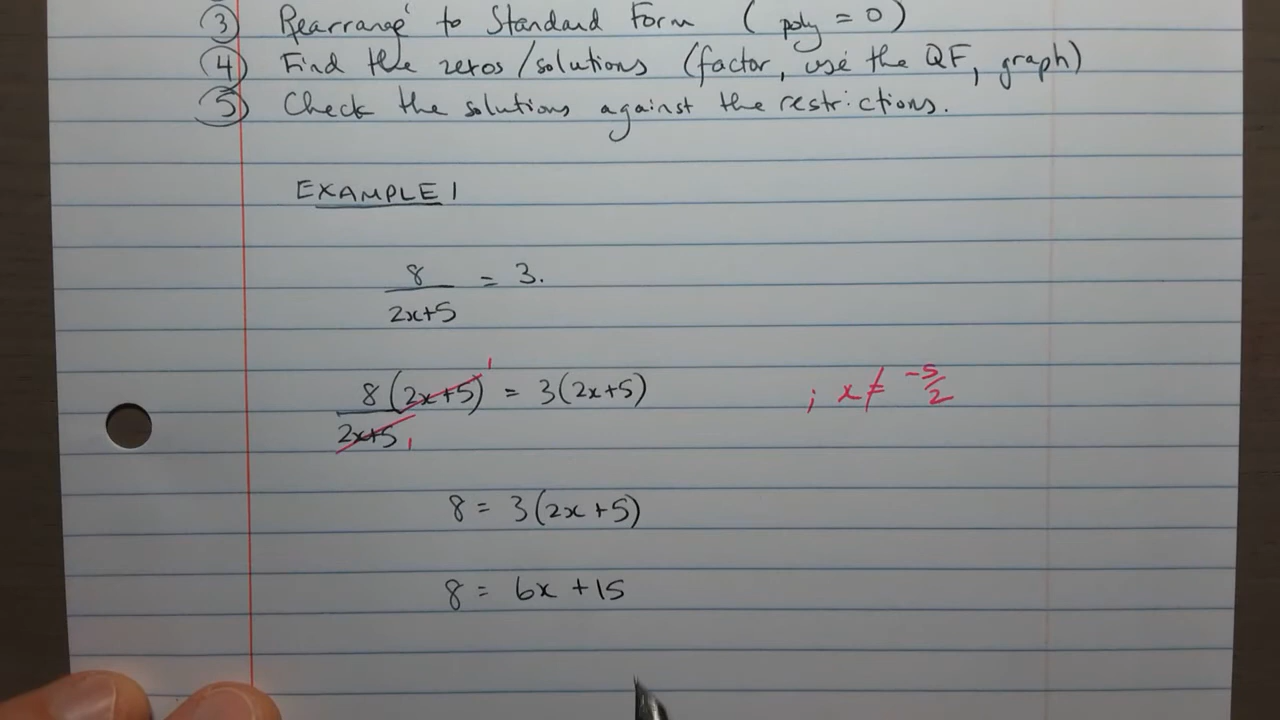 ③ Rearrange to Standard Form (poly = 0)
④ Find the zeros/solutions (factor, use the QF, graph)
⑤ Check the solutions against the restrictions.
EXAMPLE 1
8/(2x+5) = 3.
8(2x+5)¹/(2x+5)₁ = 3(2x+5) ; x ≠ -5/2
8 = 3(2x+5)
8 = 6x + 15